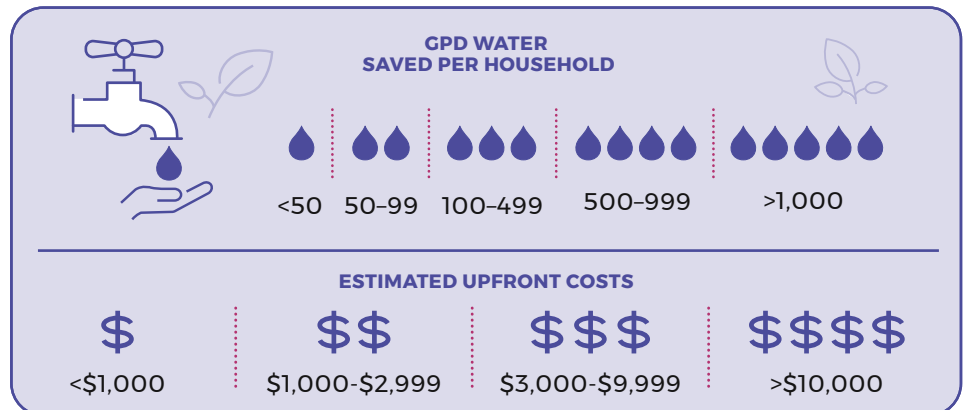 GPD WATER
SAVED PER HOUSEHOLD
<50 50–99 100–499 500–999 >1,000
ESTIMATED UPFRONT COSTS
$ $$ $$$ $$$$
<$1,000 $1,000-$2,999 $3,000-$9,999 >$10,000